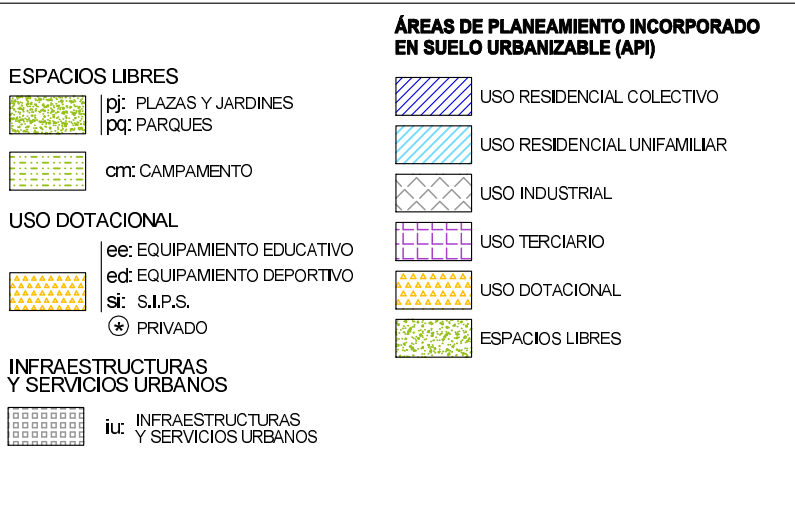 ESPACIOS LIBRES
pj: PLAZAS Y JARDINES
pq: PARQUES
cm: CAMPAMENTO
USO DOTACIONAL
ee: EQUIPAMIENTO EDUCATIVO
ed: EQUIPAMIENTO DEPORTIVO
si: S.I.P.S.
* PRIVADO
INFRAESTRUCTURAS
Y SERVICIOS URBANOS
iu: INFRAESTRUCTURAS
Y SERVICIOS URBANOS
ÁREAS DE PLANEAMIENTO INCORPORADO
EN SUELO URBANIZABLE (API)
USO RESIDENCIAL COLECTIVO
USO RESIDENCIAL UNIFAMILIAR
USO INDUSTRIAL
USO TERCIARIO
USO DOTACIONAL
ESPACIOS LIBRES